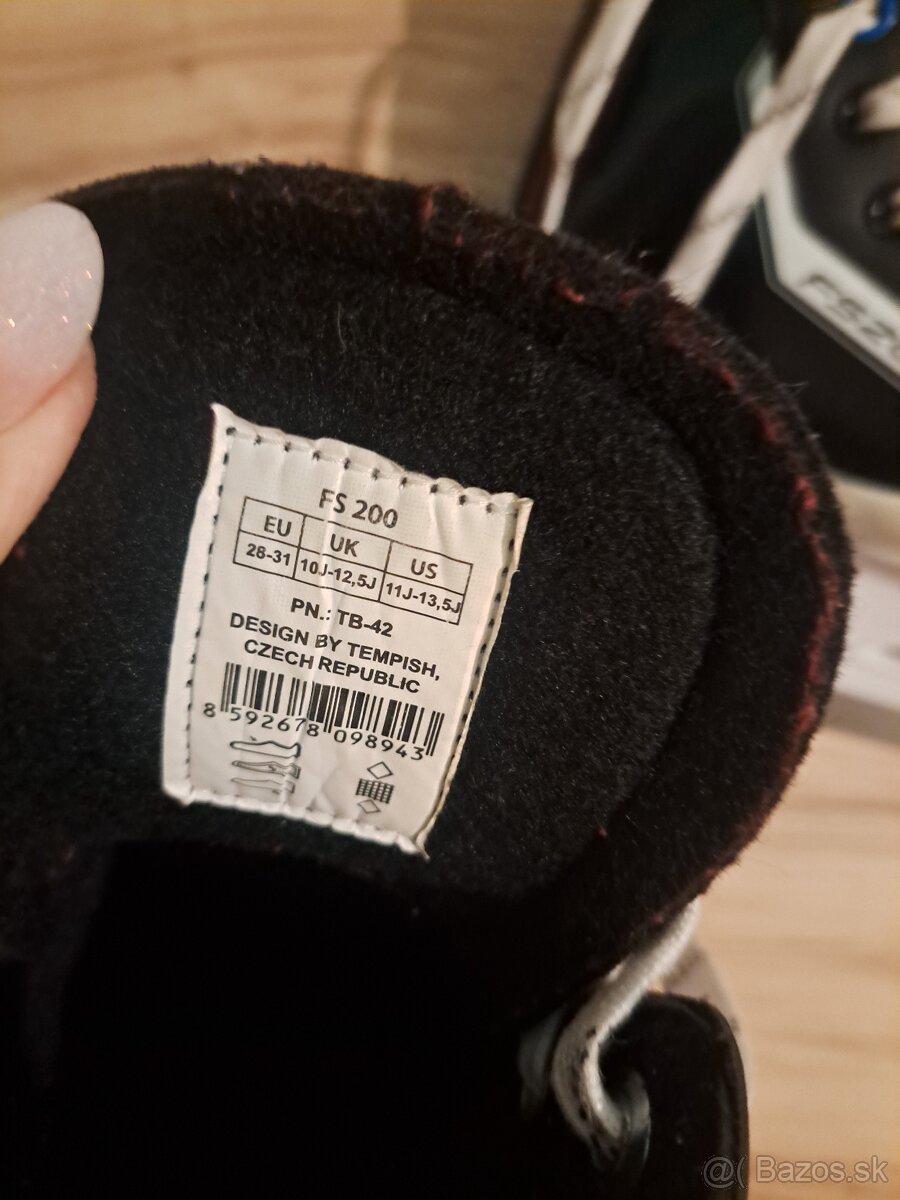 FS 200
EU UK US
28-31 10J-12,5J 11J-13,5J
PN.: TB-42
DESIGN BY TEMPISH,
CZECH REPUBLIC
8 592678 098943
FS20
@( Bazos.sk